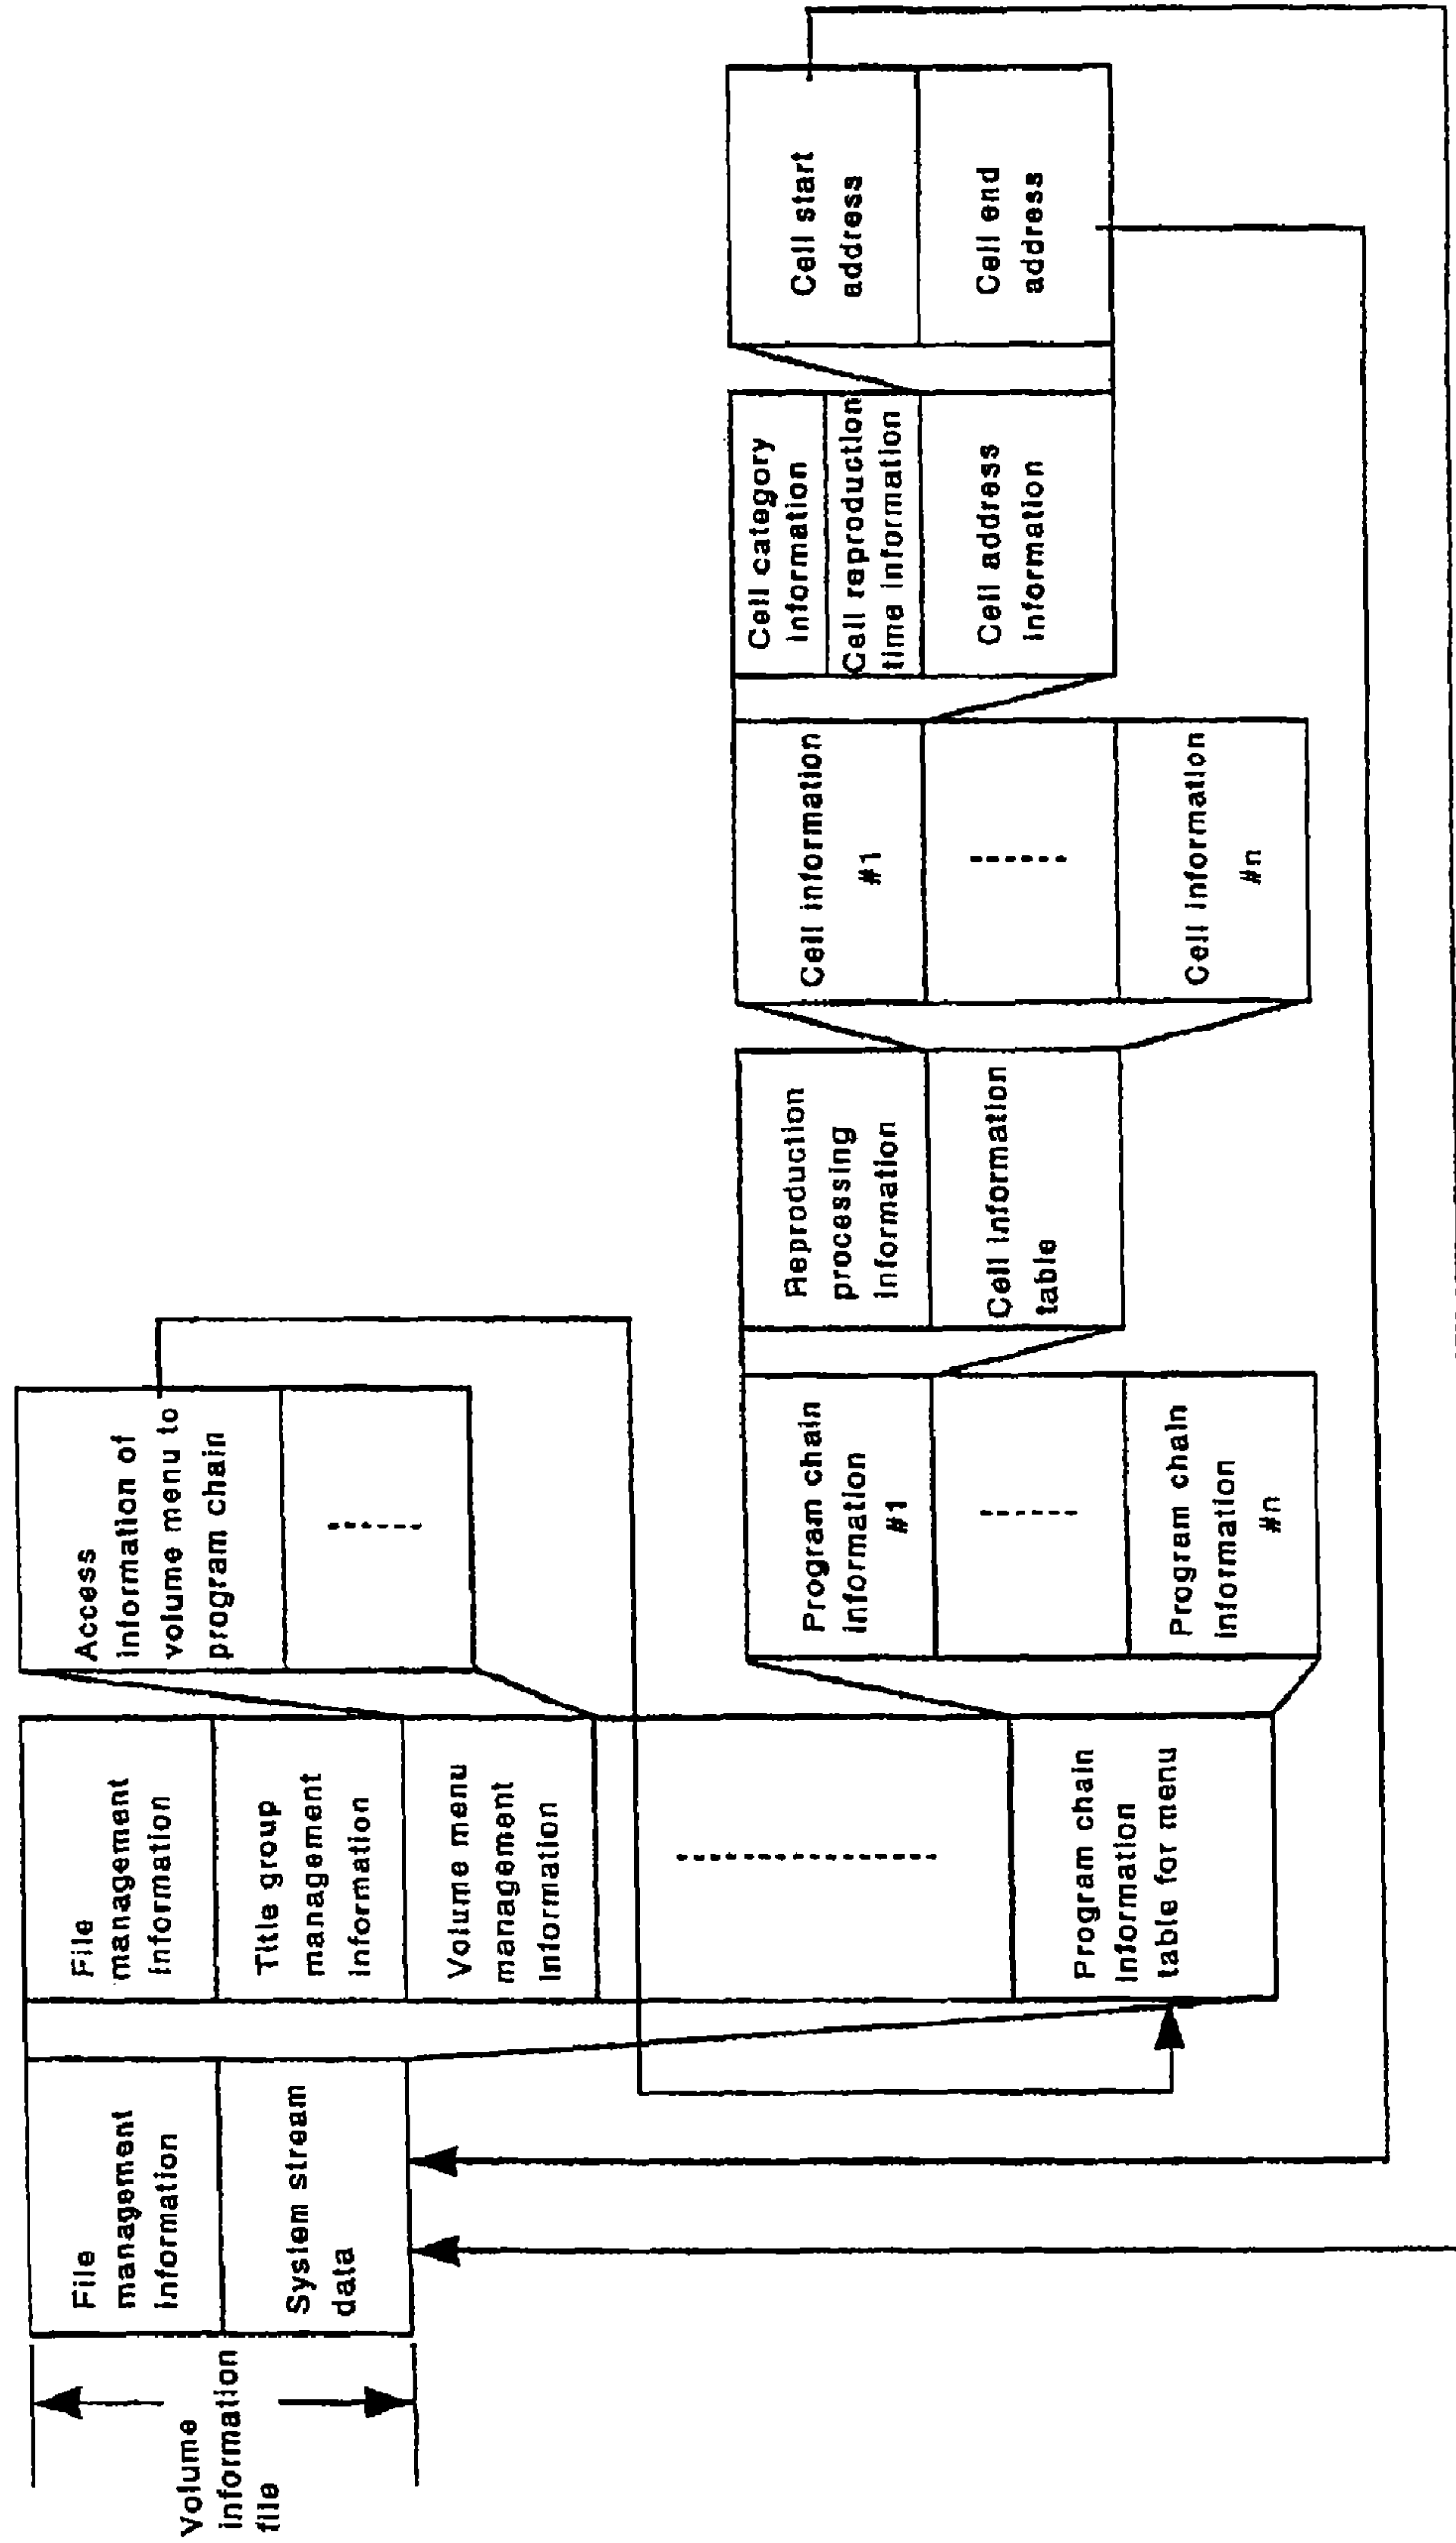 Volume
information
file
File
management
information
System stream
data
File
management
information
Title group
management
information
Volume menu
management
information
Program chain
information
table for menu
Access
information of
volume menu to
program chain
Program chain
information
#1
Program chain
information
#n
Reproduction
processing
information
Cell information
table
Cell information
#1
Cell information
#n
Cell category
information
Cell reproduction
time information
Cell address
information
Cell start
address
Cell end
address